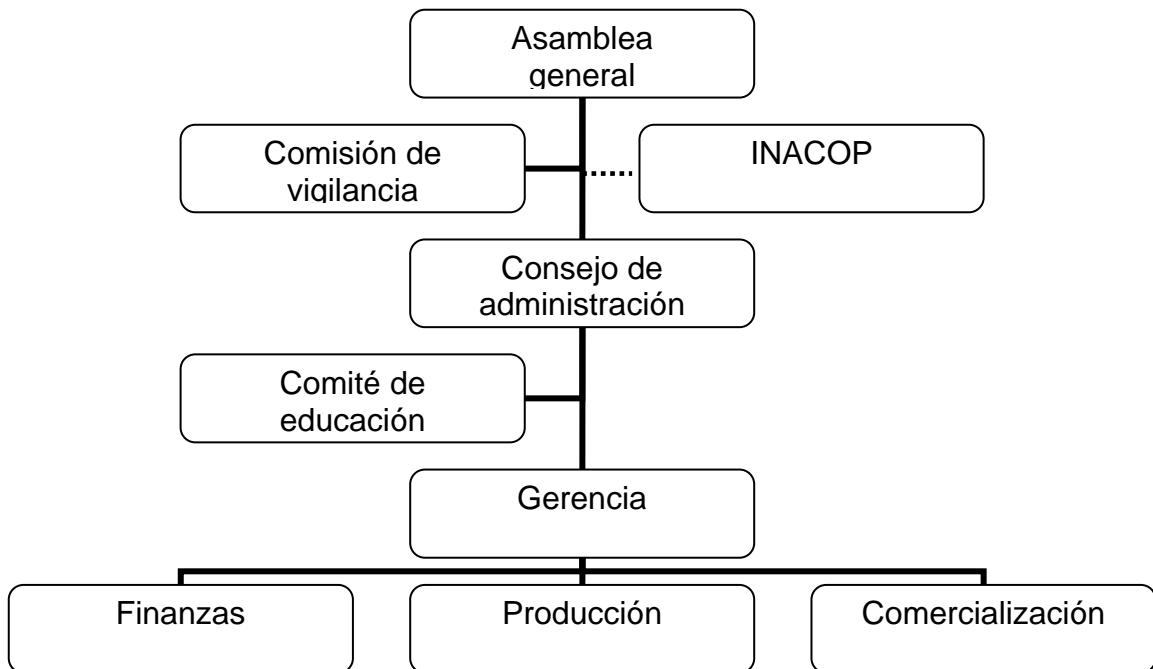 Asamblea
general
Comisión de
vigilancia
INACOP
Consejo de
administración
Comité de
educación
Gerencia
Finanzas
Producción
Comercialización